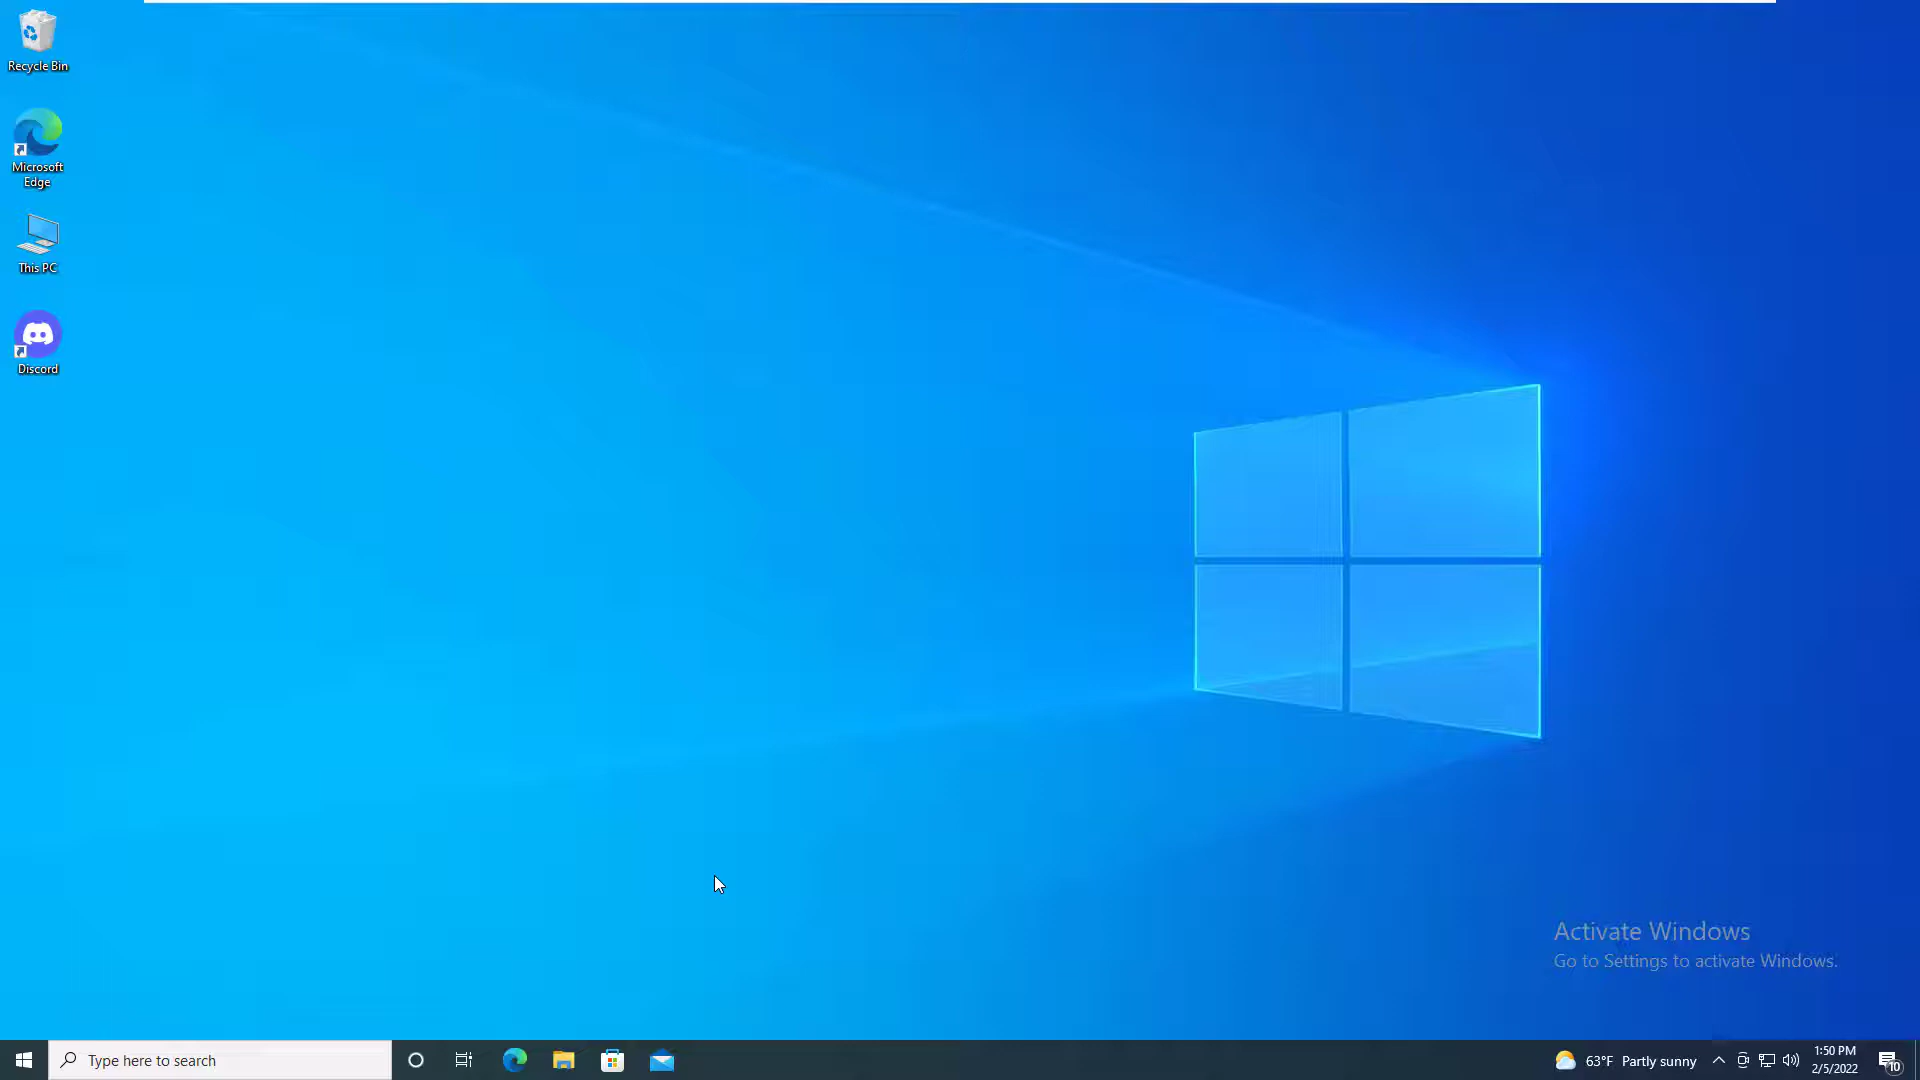 Recycle Bin
Microsoft
Edge
This PC
Discord
Activate Windows
Go to Settings to activate Windows.
Type here to search
63°F Partly sunny
1:50 PM
2/5/2022
10